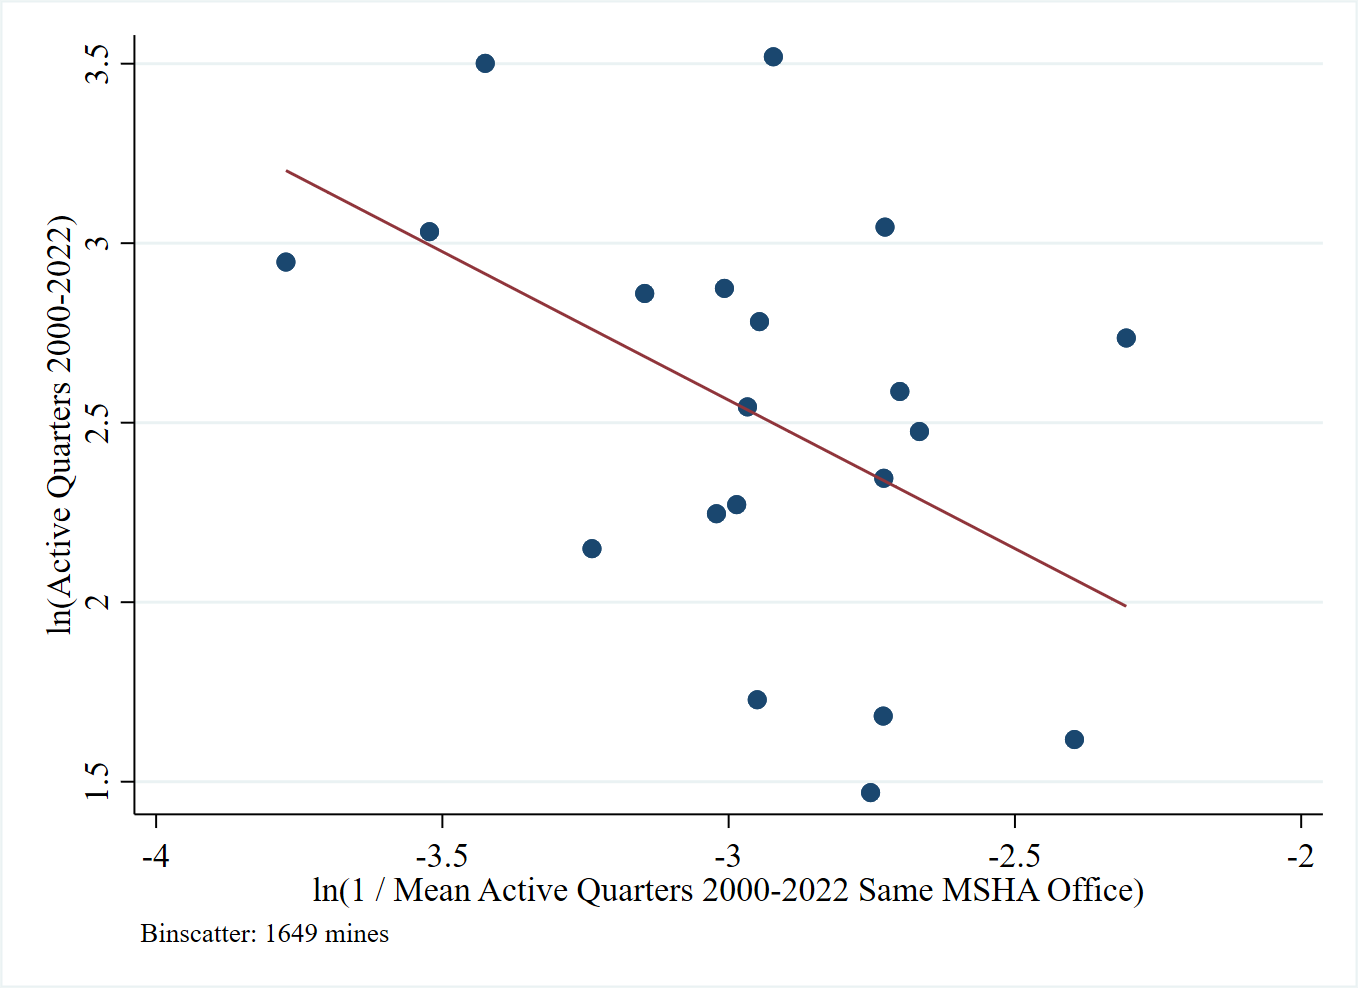 3.5
3
2.5
2
1.5
ln(Active Quarters 2000-2022)
-4 -3.5 -3 -2.5 -2
ln(1 / Mean Active Quarters 2000-2022 Same MSHA Office)
Binscatter: 1649 mines